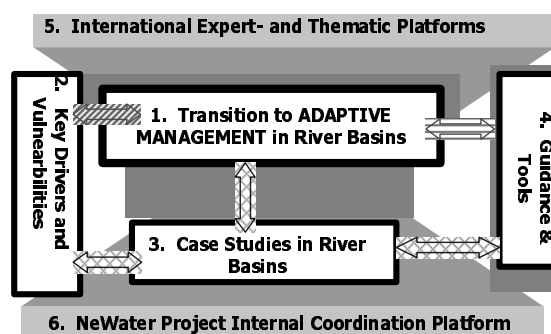 5. International Expert- and Thematic Platforms
2. Key Drivers and
Vulnearbilities
1. Transition to ADAPTIVE
MANAGEMENT in River Basins
4. Guidance &
Tools
3. Case Studies in River
Basins
6. NeWater Project Internal Coordination Platform